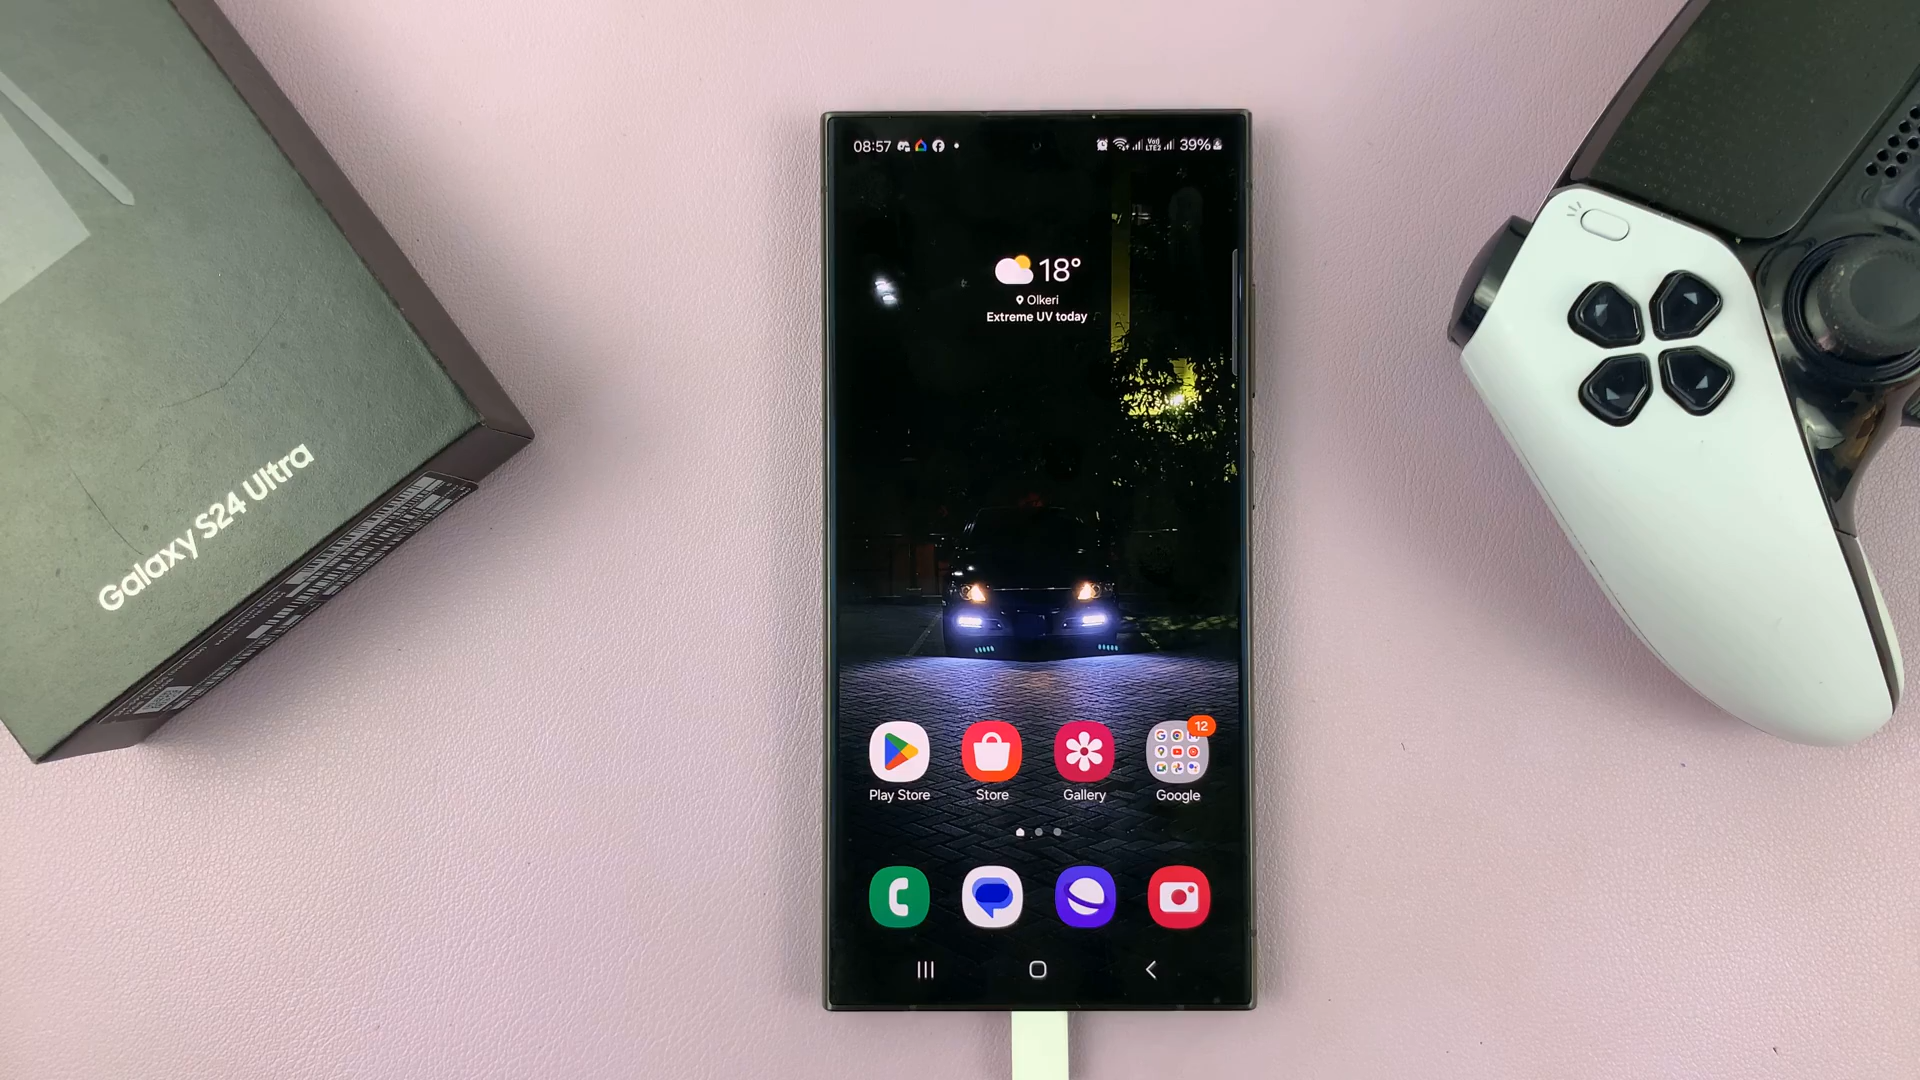 Galaxy S24 Ultra
08:57
39%
18°
Olkeri
Extreme UV today
12
Play Store
Store
Gallery
Google